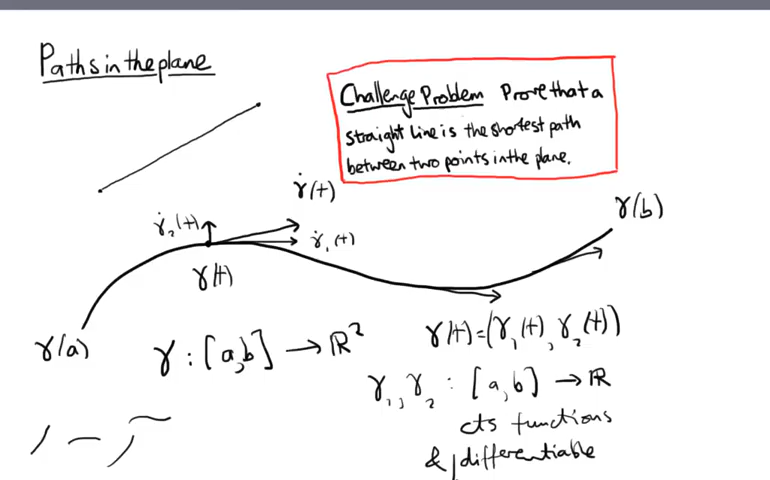 Paths in the plane
Challenge Problem Prove that a
straight line is the shortest path
between two points in the plane.
γ̇(t)
γ̇₂(t)
γ̇₁(t)
γ(t)
γ(b)
γ(a)
γ : [a,b] → ℝ²
γ(t)=(γ₁(t), γ₂(t))
γ₁, γ₂ : [a,b] → ℝ
cts functions
& differentiable